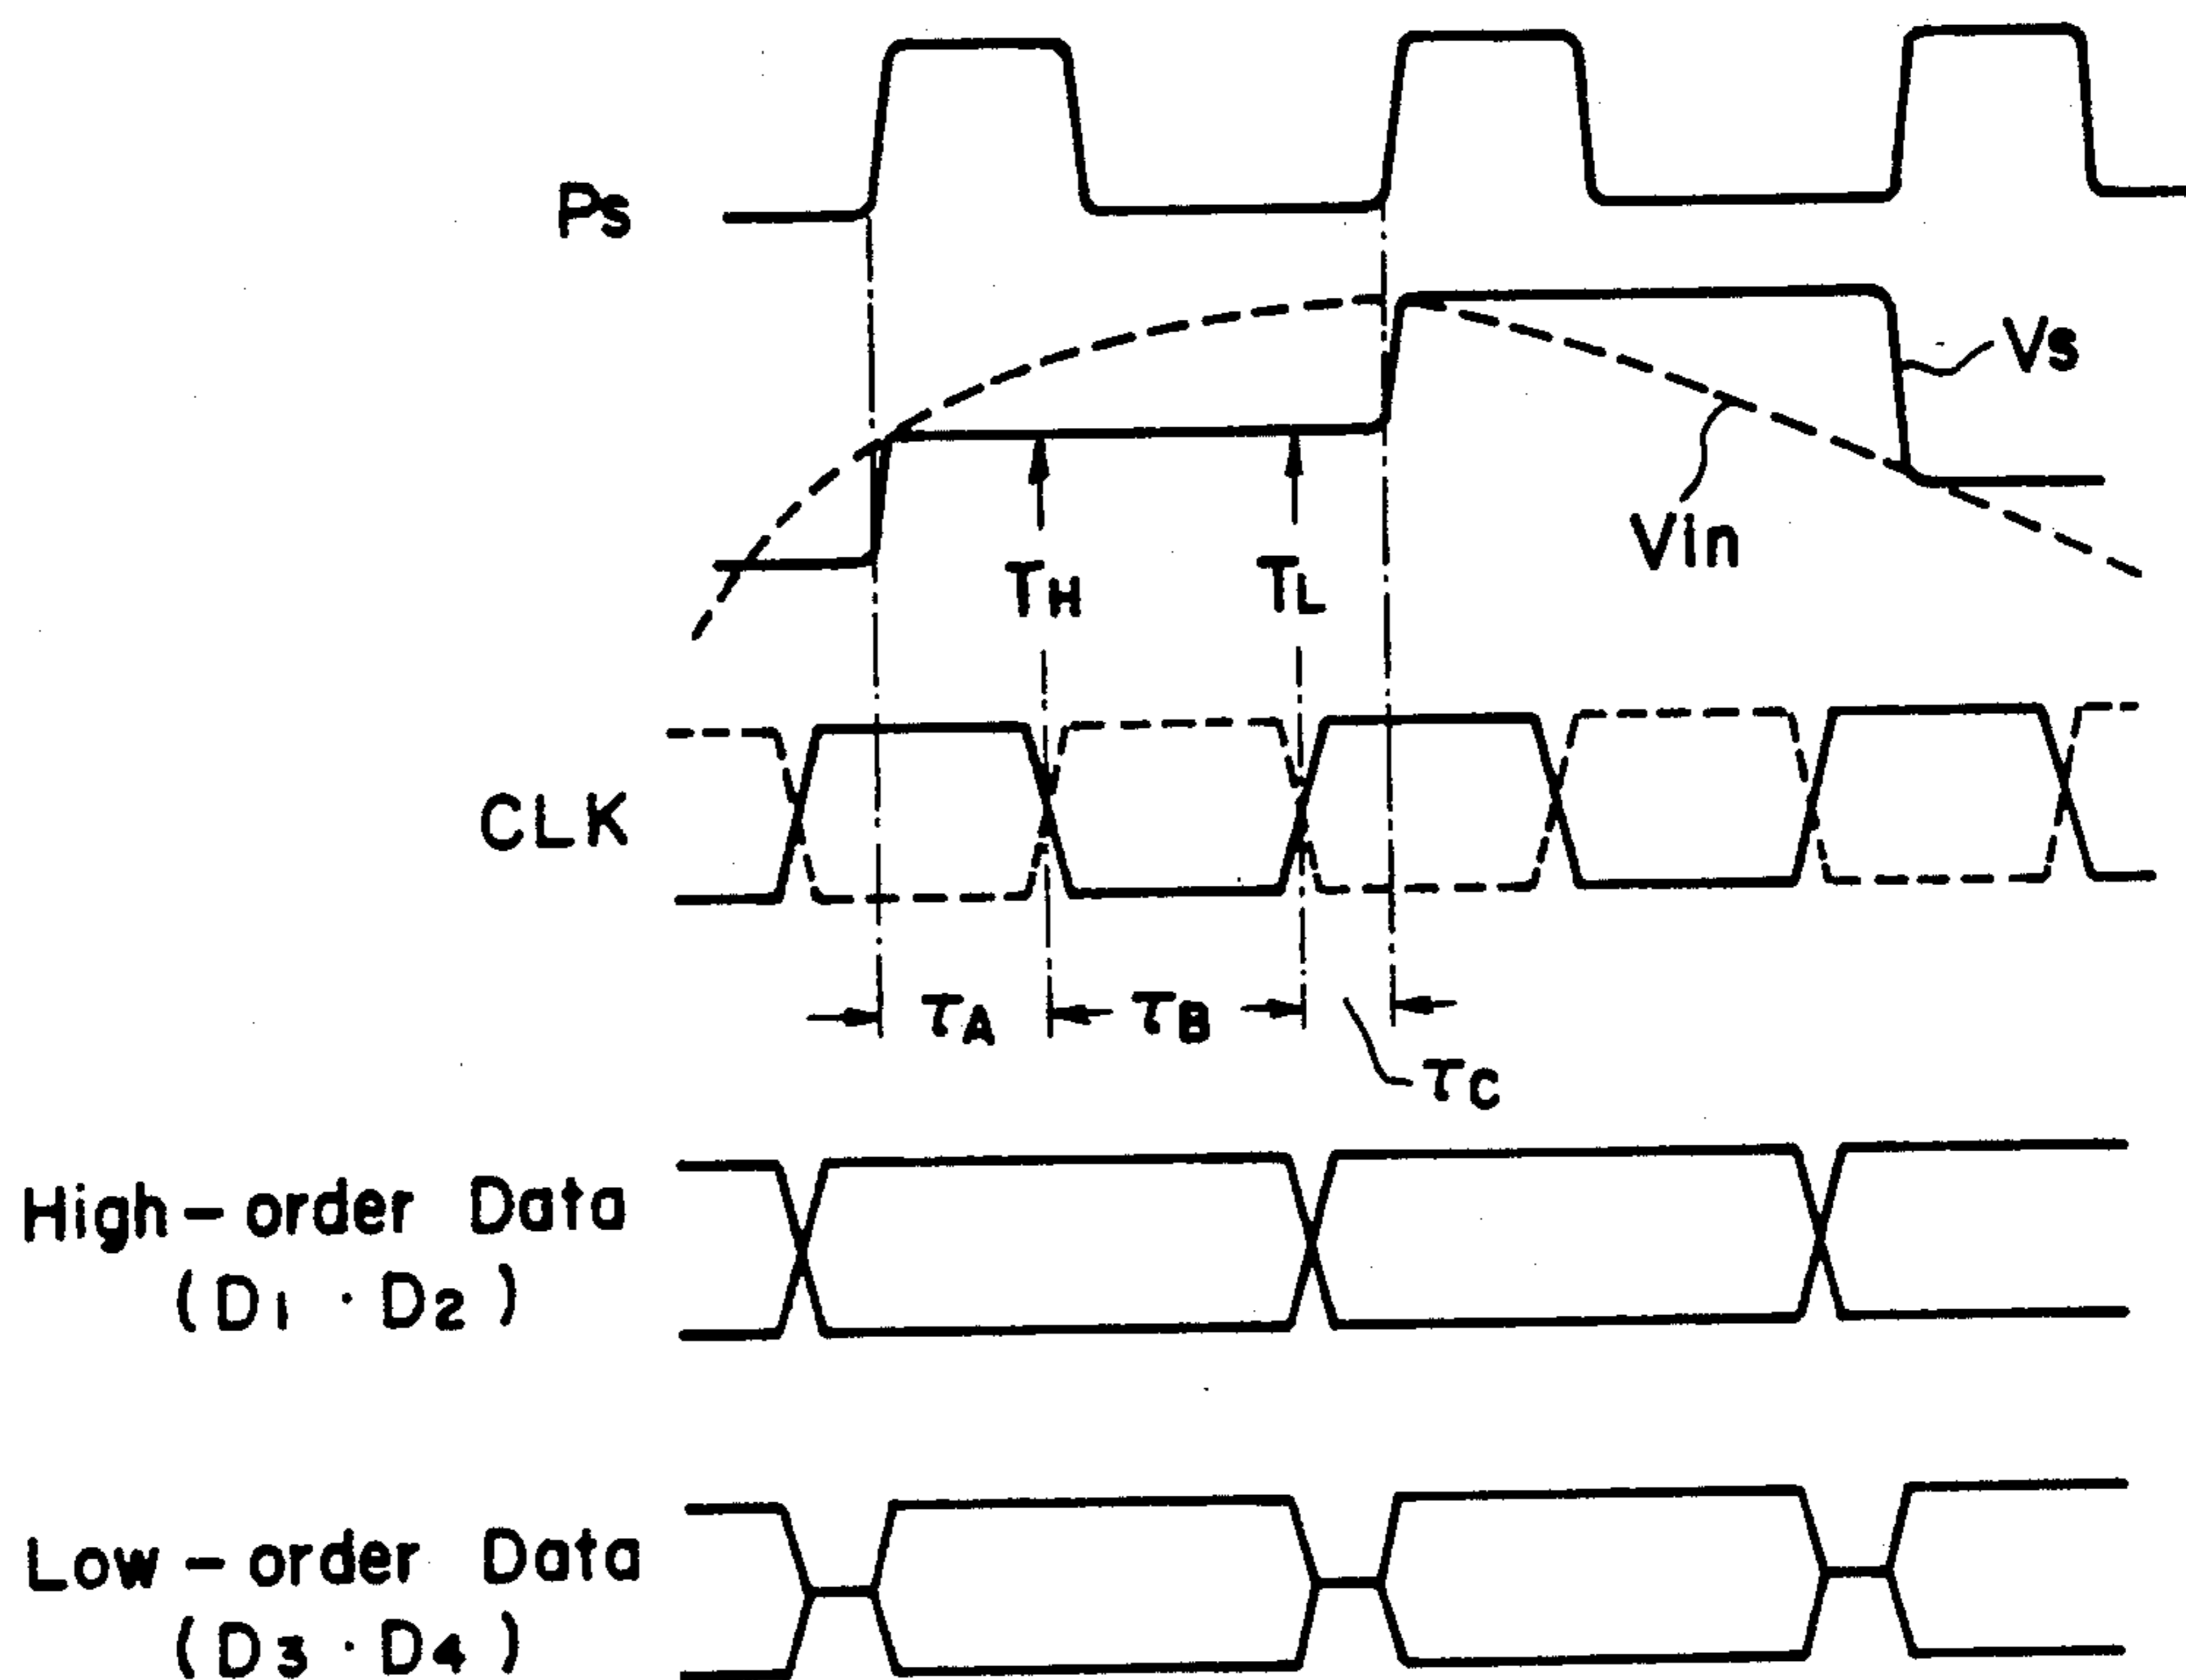 Ps
Vs
Vin
TH
TL
CLK
τA
τB
τC
High-order Data
(D1 · D2)
Low-order Data
(D3 · D4)